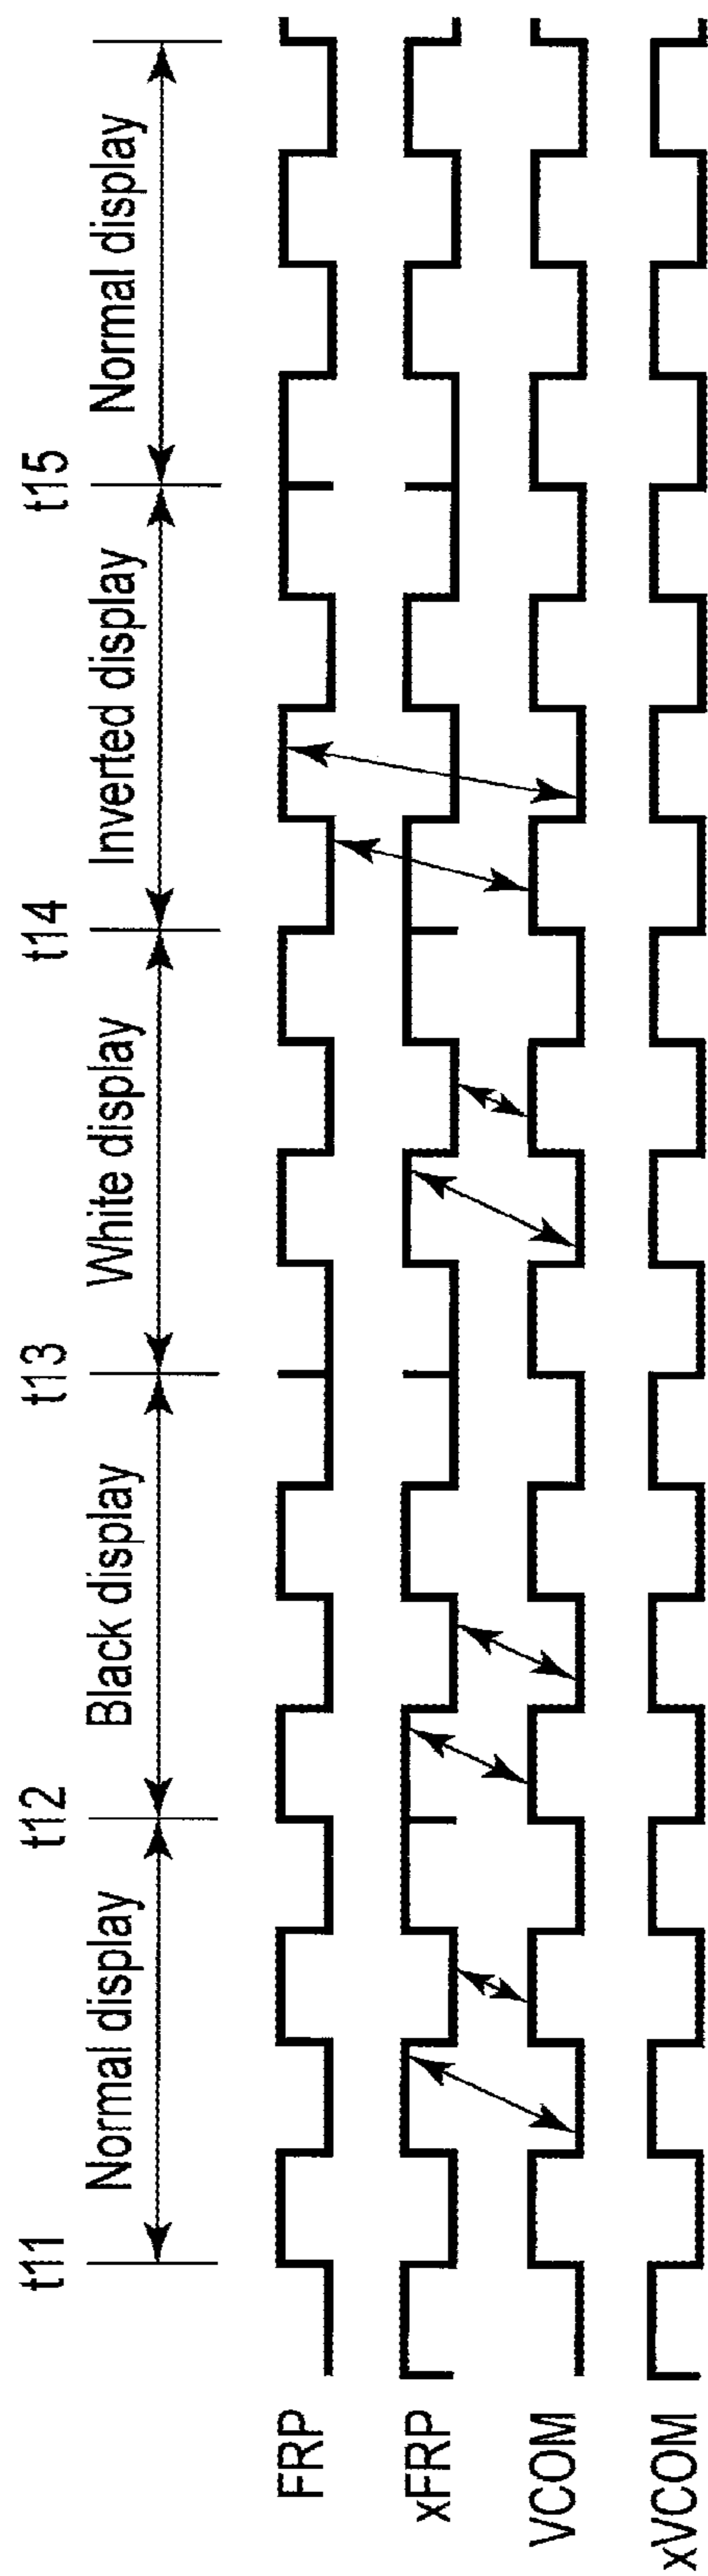 t11
t12
t13
t14
t15
Normal display
Black display
White display
Inverted display
Normal display
FRP
xFRP
VCOM
xVCOM